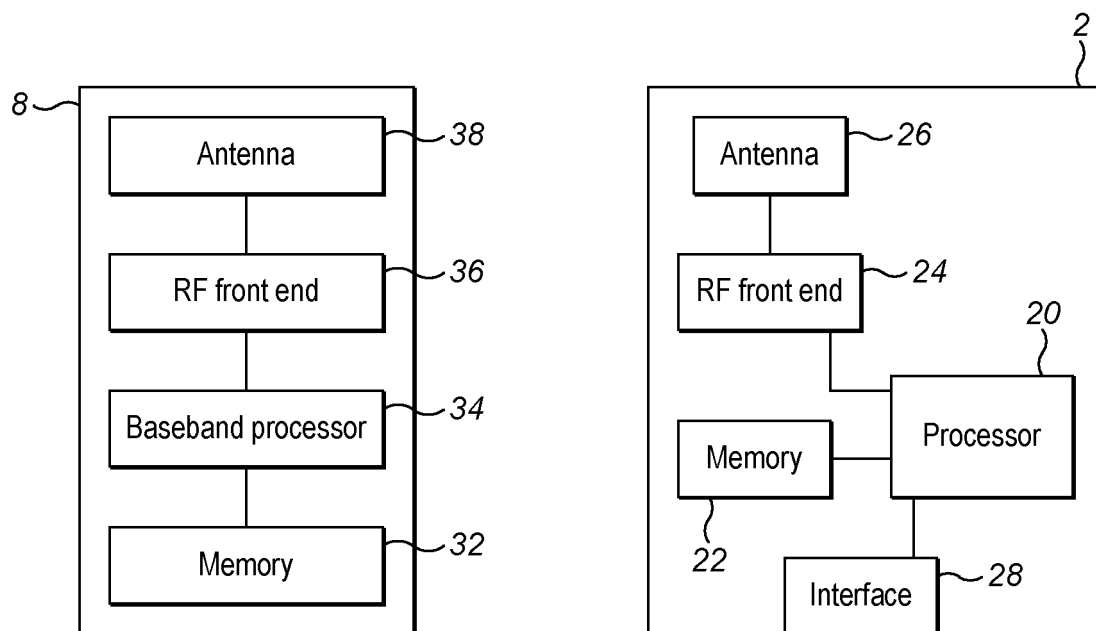 8
Antenna
38
RF front end
36
Baseband processor
34
Memory
32
2
Antenna
26
RF front end
24
20
Processor
Memory
22
Interface
28